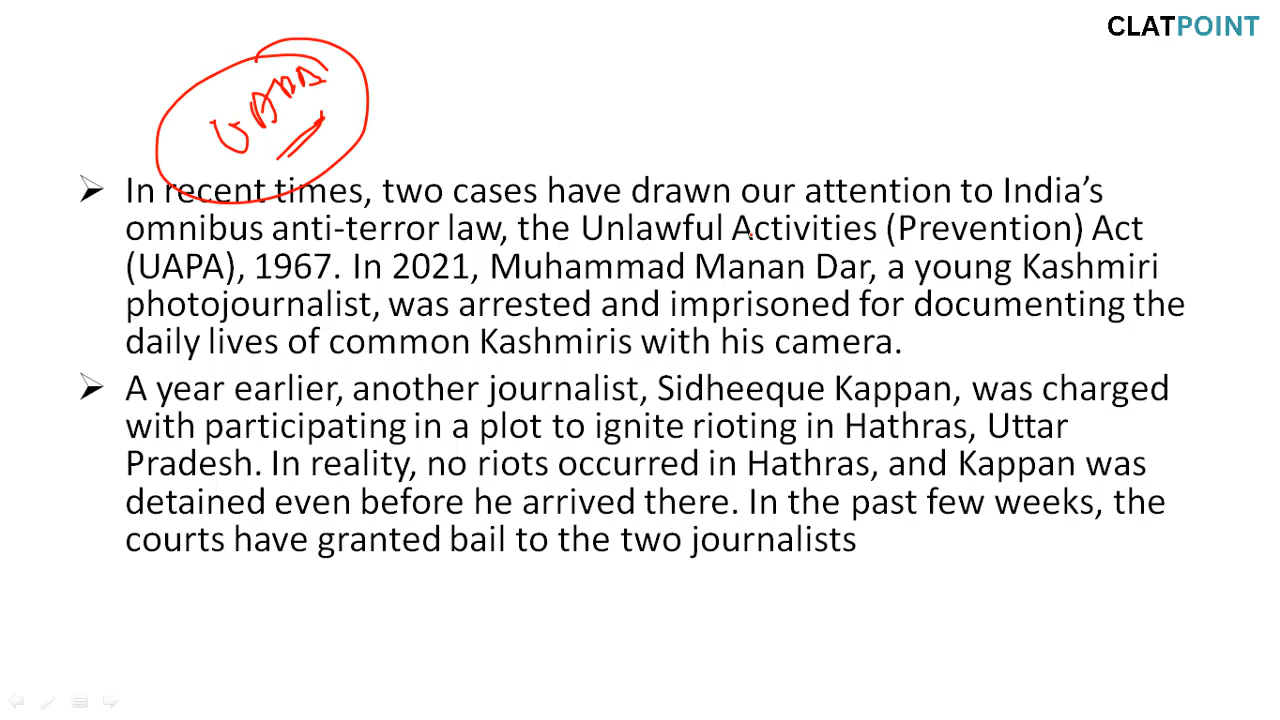 CLATPOINT
UAPA
➢ In recent times, two cases have drawn our attention to India's
omnibus anti-terror law, the Unlawful Activities (Prevention) Act
(UAPA), 1967. In 2021, Muhammad Manan Dar, a young Kashmiri
photojournalist, was arrested and imprisoned for documenting the
daily lives of common Kashmiris with his camera.
➢ A year earlier, another journalist, Sidheeque Kappan, was charged
with participating in a plot to ignite rioting in Hathras, Uttar
Pradesh. In reality, no riots occurred in Hathras, and Kappan was
detained even before he arrived there. In the past few weeks, the
courts have granted bail to the two journalists